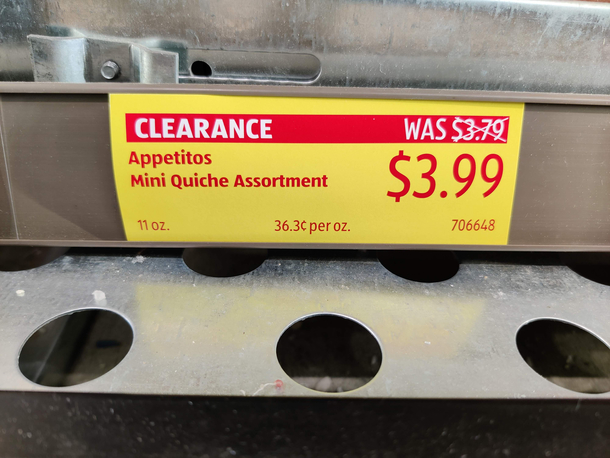 CLEARANCE WAS $3.79
Appetitos
Mini Quiche Assortment
$3.99
11 oz. 36.3¢ per oz. 706648